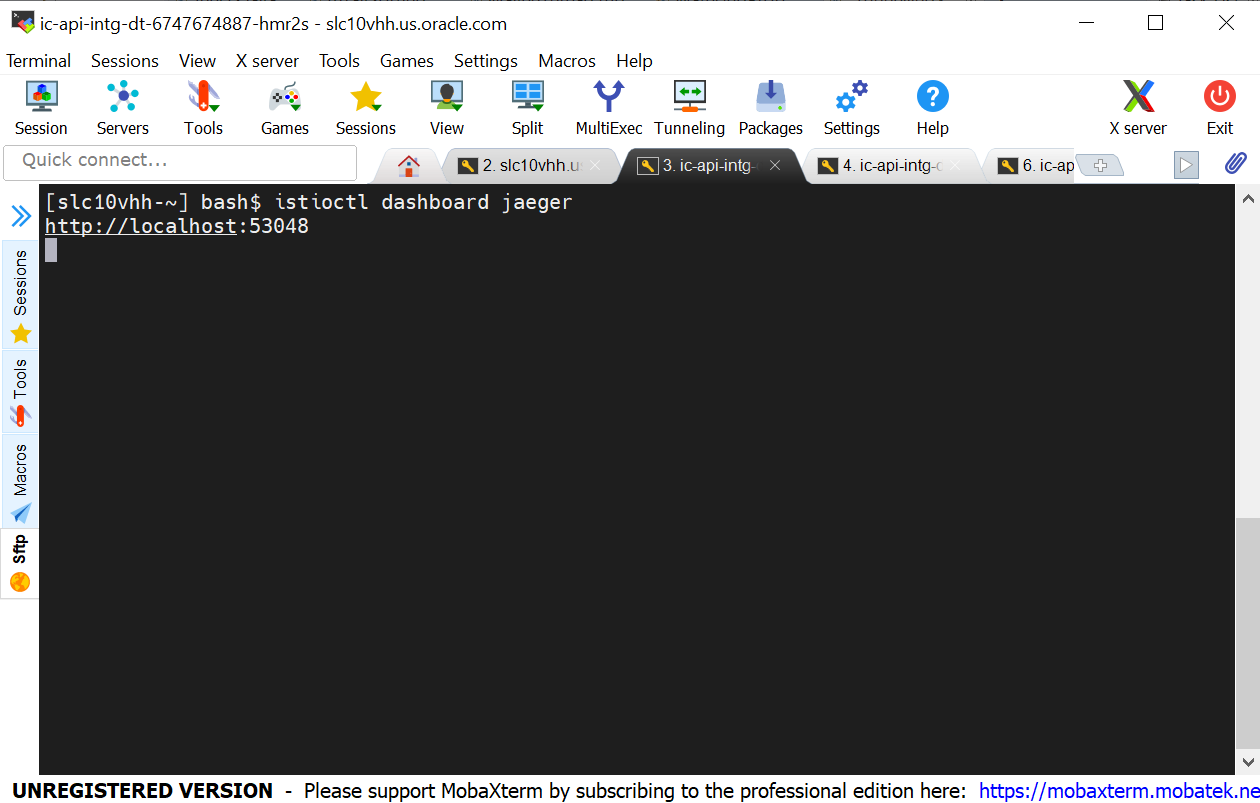 ic-api-intg-dt-6747674887-hmr2s - slc10vhh.us.oracle.com
Terminal Sessions View X server Tools Games Settings Macros Help
Session Servers Tools Games Sessions View Split MultiExec Tunneling Packages Settings Help X server Exit
Quick connect...
2. slc10vhh.u
3. ic-api-intg-
4. ic-api-intg-
6. ic-ap
[slc10vhh-~] bash$ istioctl dashboard jaeger
http://localhost:53048
Sessions
Tools
Macros
Sftp
UNREGISTERED VERSION - Please support MobaXterm by subscribing to the professional edition here: https://mobaxterm.mobatek.ne